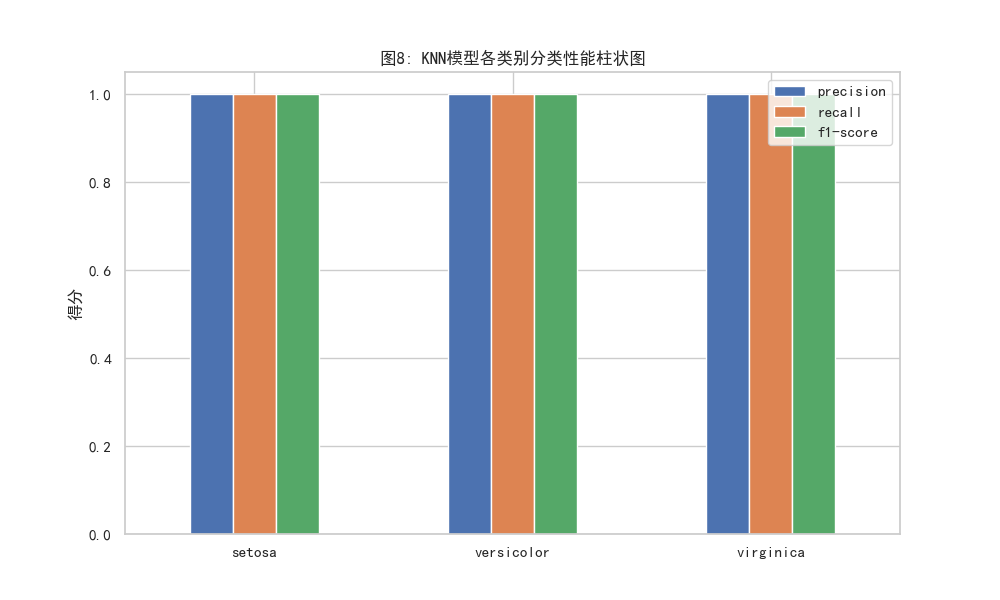 图8: KNN模型各类别分类性能柱状图
precision
recall
f1-score
1.0
0.8
0.6
0.4
0.2
0.0
得分
setosa
versicolor
virginica